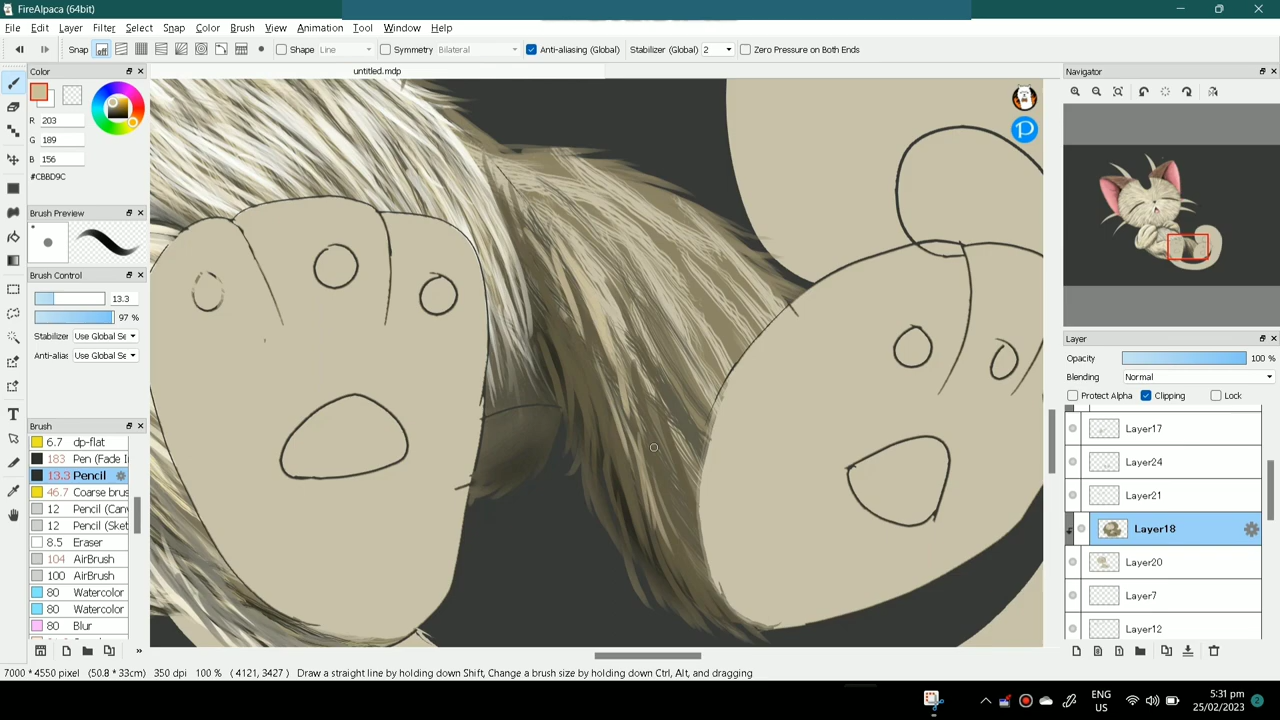 FireAlpaca (64bit)
File Edit Layer Filter Select Snap Color Brush View Animation Tool Window Help
Snap off Shape Line Symmetry Bilateral Anti-aliasing (Global) Stabilizer (Global) 2 Zero Pressure on Both Ends
Color
untitled.mdp
Navigator
R 203
G 189
B 156
#CBBD9C
Brush Preview
Brush Control
13.3
97 %
Stabilize Use Global Se
Anti-alias Use Global Se
Brush
6.7 dp-flat
183 Pen (Fade I
13.3 Pencil
46.7 Coarse brus
12 Pencil (Can
12 Pencil (Sket
8.5 Eraser
104 AirBrush
100 AirBrush
80 Watercolor
80 Watercolor
80 Blur
Layer
Opacity 100 %
Blending Normal
Protect Alpha Clipping Lock
Layer17
Layer24
Layer21
Layer18
Layer20
Layer7
Layer12
7000 * 4550 pixel (50.8 * 33cm) 350 dpi 100 % ( 4121, 3427 ) Draw a straight line by holding down Shift, Change a brush size by holding down Ctrl, Alt, and dragging
ENG
US
5:31 pm
25/02/2023
2